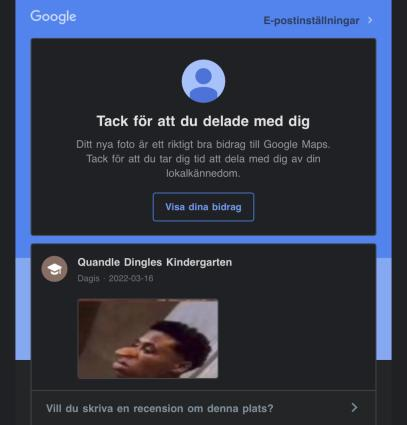 Google
E-postinställningar
Tack för att du delade med dig
Ditt nya foto är ett riktigt bra bidrag till Google Maps.
Tack för att du tar dig tid att dela med dig av din
lokalkännedom.
Visa dina bidrag
Quandle Dingles Kindergarten
Dagis · 2022-03-16
Vill du skriva en recension om denna plats?